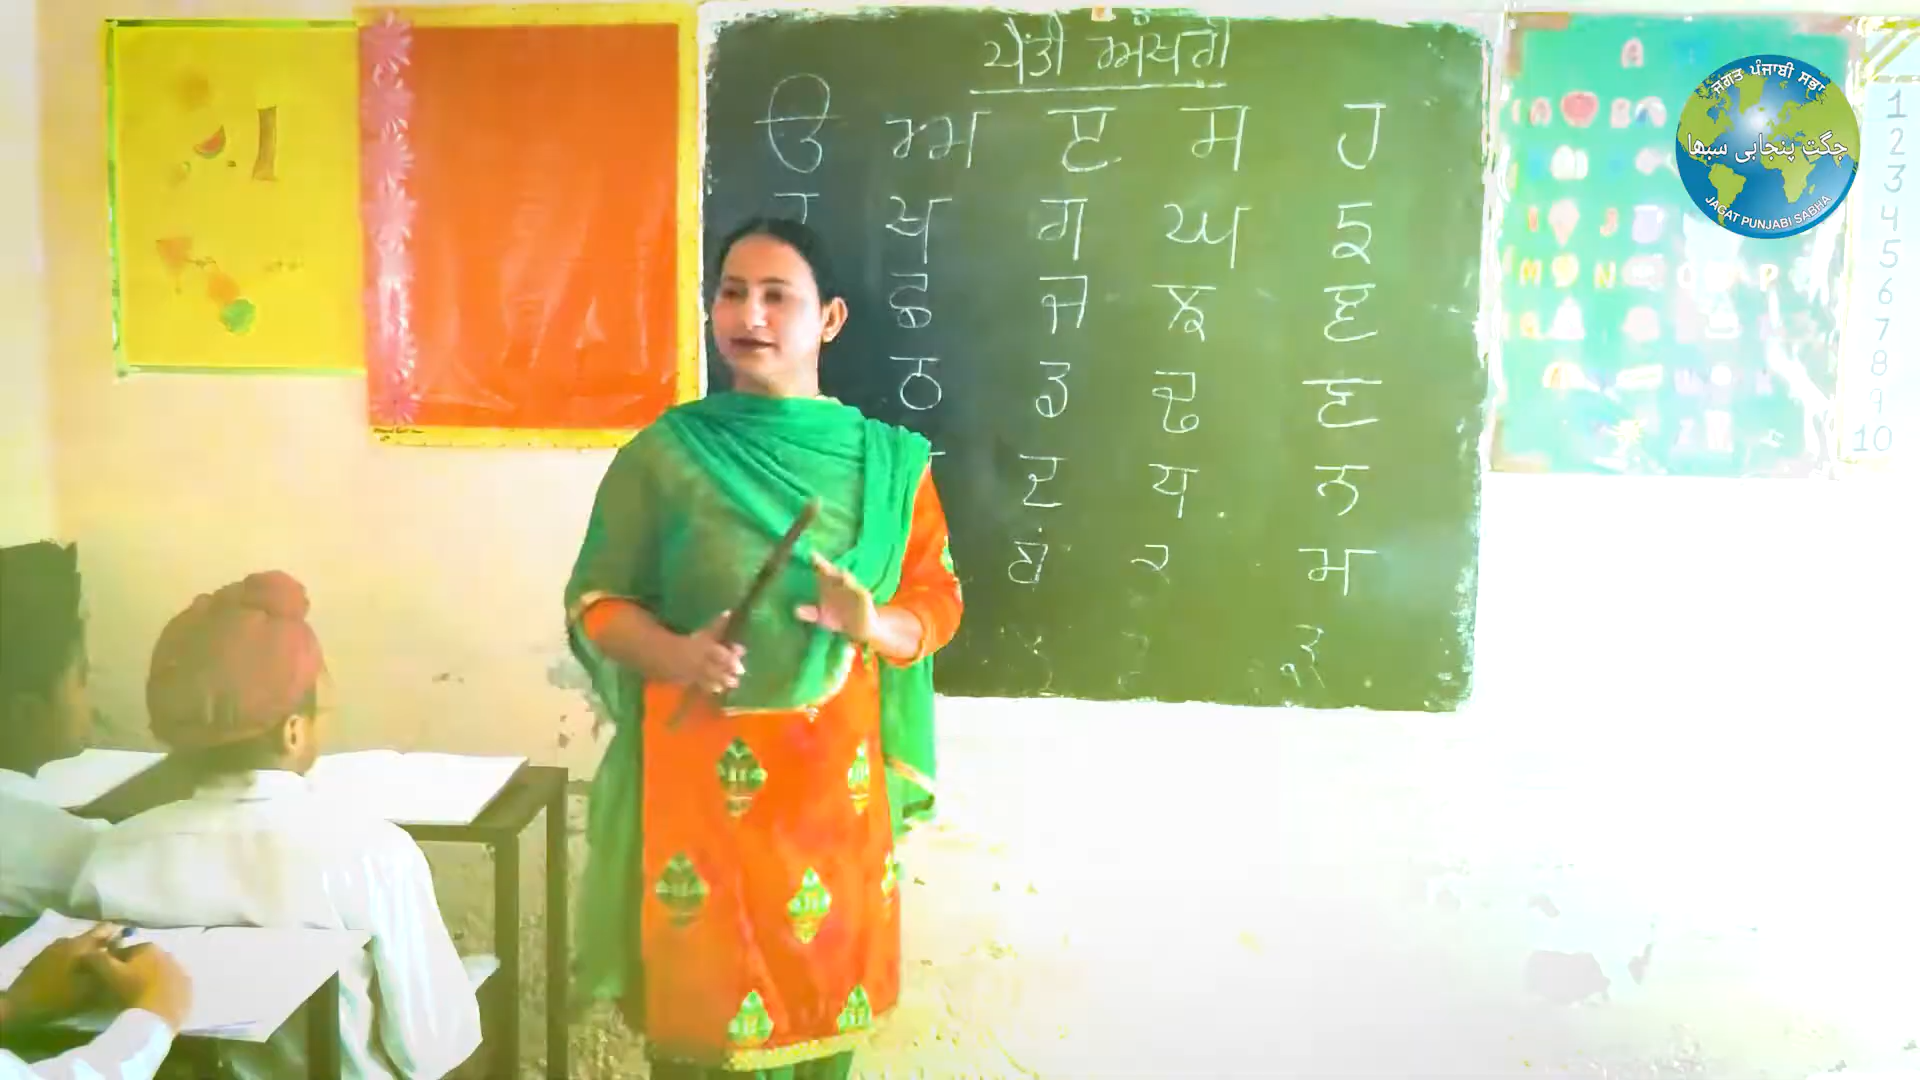 ਪੈਂਤੀ ਅੱਖਰੀ
ੳ ਅ ੲ ਸ ਹ
ਖ ਗ ਘ ਙ
ਛ ਜ ਝ ਞ
ਠ ਡ ਢ ਣ
ਦ ਧ ਨ
ਮ
A
A B
J
M N O P
Q
Z
1
2
3
4
5
6
7
8
9
10
ਜਗਤ ਪੰਜਾਬੀ ਸਭਾ
جگت پنجابی سبھا
JAGAT PUNJABI SABHA